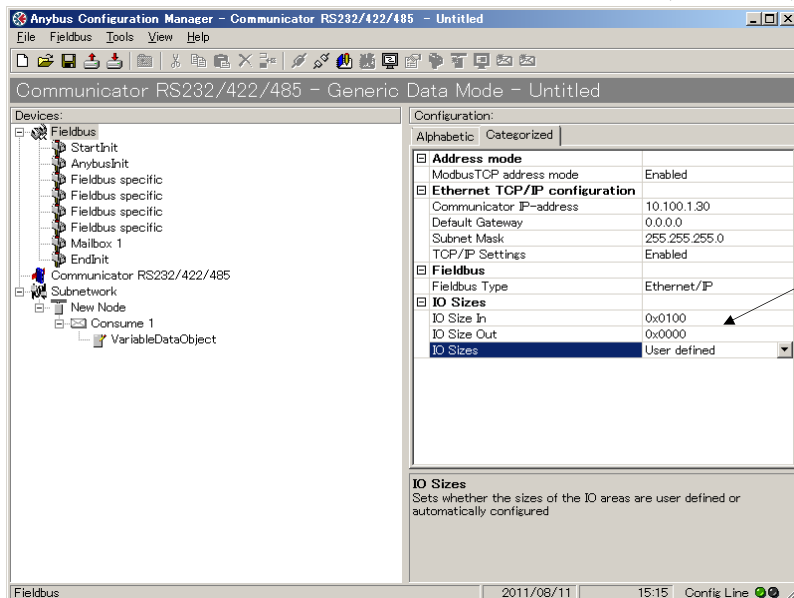 Anybus Configuration Manager - Communicator RS232/422/485 - Untitled
File Fieldbus Tools View Help
Communicator RS232/422/485 - Generic Data Mode - Untitled
Devices:
Fieldbus
StartInit
AnybusInit
Fieldbus specific
Fieldbus specific
Fieldbus specific
Fieldbus specific
Mailbox 1
EndInit
Communicator RS232/422/485
Subnetwork
New Node
Consume 1
VariableDataObject
Configuration:
Alphabetic Categorized
Address mode
ModbusTCP address mode Enabled
Ethernet TCP/IP configuration
Communicator IP-address 10.100.1.30
Default Gateway 0.0.0.0
Subnet Mask 255.255.255.0
TCP/IP Settings Enabled
Fieldbus
Fieldbus Type Ethernet/IP
IO Sizes
IO Size In 0x0100
IO Size Out 0x0000
IO Sizes User defined
IO Sizes
Sets whether the sizes of the IO areas are user defined or
automatically configured
Fieldbus 2011/08/11 15:15 Config Line